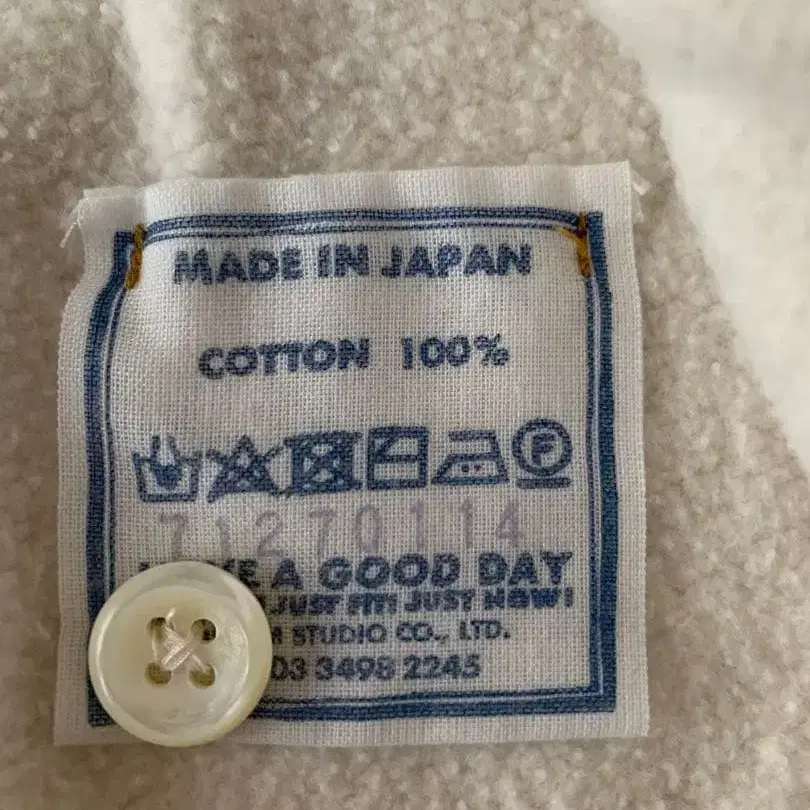 MADE IN JAPAN
COTTON 100%
F
71270114
A GOOD DAY
JUST FIT! JUST NOW!
STUDIO CO., LTD.
03 3498 2245